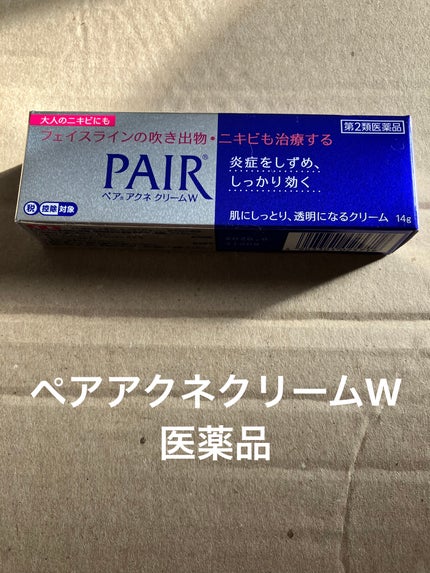 大人のニキビにも
フェイスラインの吹き出物・ニキビも治療する
第2類医薬品
PAIR®
ペア®アクネ クリームW
炎症をしずめ、
しっかり効く
税 控除 対象
肌にしっとり、透明になるクリーム 14g
ペアアクネクリームW
医薬品